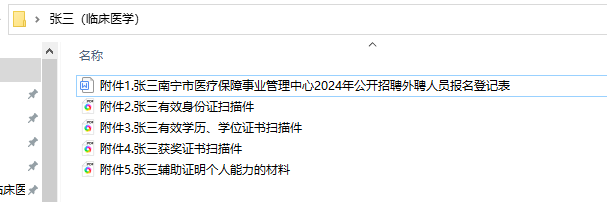 张三（临床医学）
名称
附件1.张三南宁市医疗保障事业管理中心2024年公开招聘外聘人员报名登记表
附件2.张三有效身份证扫描件
附件3.张三有效学历、学位证书扫描件
附件4.张三获奖证书扫描件
附件5.张三辅助证明个人能力的材料
临床医